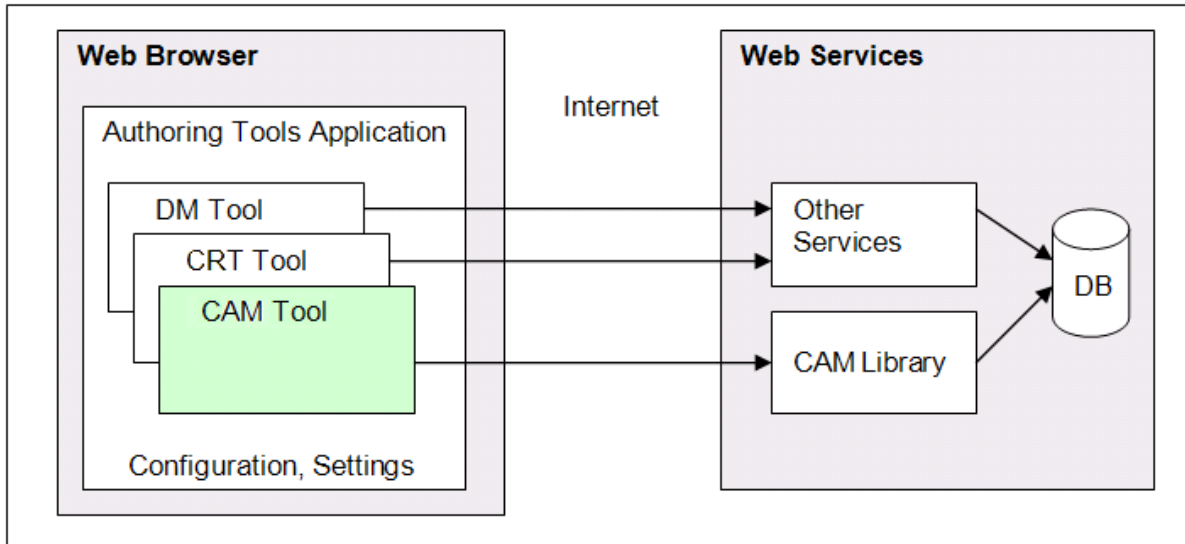 Web Browser
Authoring Tools Application
DM Tool
CRT Tool
CAM Tool
Configuration, Settings
Internet
Web Services
Other
Services
CAM Library
DB